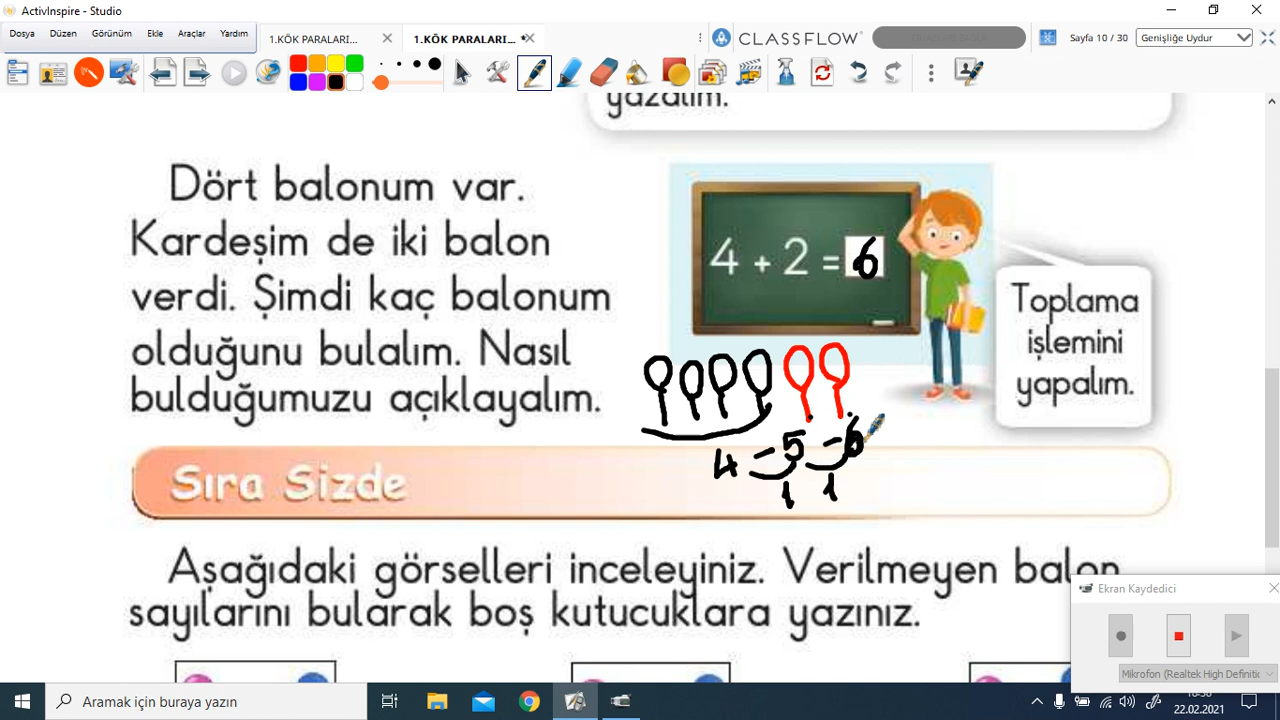 ActivInspire - Studio
Dosya Düzen Görünüm Ekle Araçlar Yardım
1.KÖK PARALARI... 1.KÖK PARALARI ...*
CLASSFLOW
Sayfa 10 / 30 Genişliğe Uydur
yazalım.
Dört balonum var.
Kardeşim de iki balon
verdi. Şimdi kaç balonum
olduğunu bulalım. Nasıl
bulduğumuzu açıklayalım.
4 + 2 = 6
Toplama
işlemini
yapalım.
4 - 5 - 6
1 1
Sıra Sizde
Aşağıdaki görselleri inceleyiniz. Verilmeyen balon
sayılarını bularak boş kutucuklara yazınız.
Ekran Kaydedici
Mikrofon (Realtek High Definitic
Aramak için buraya yazın
22.02.2021